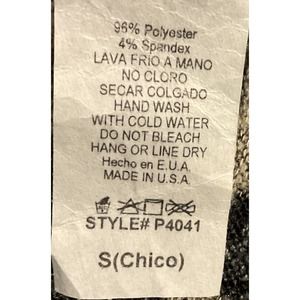 96% Polyester
4% Spandex
LAVA FRIO A MANO
NO CLORO
SECAR COLGADO
HAND WASH
WITH COLD WATER
DO NOT BLEACH
HANG OR LINE DRY
Hecho en E.U.A.
MADE IN U.S.A.
STYLE# P4041
S(Chico)